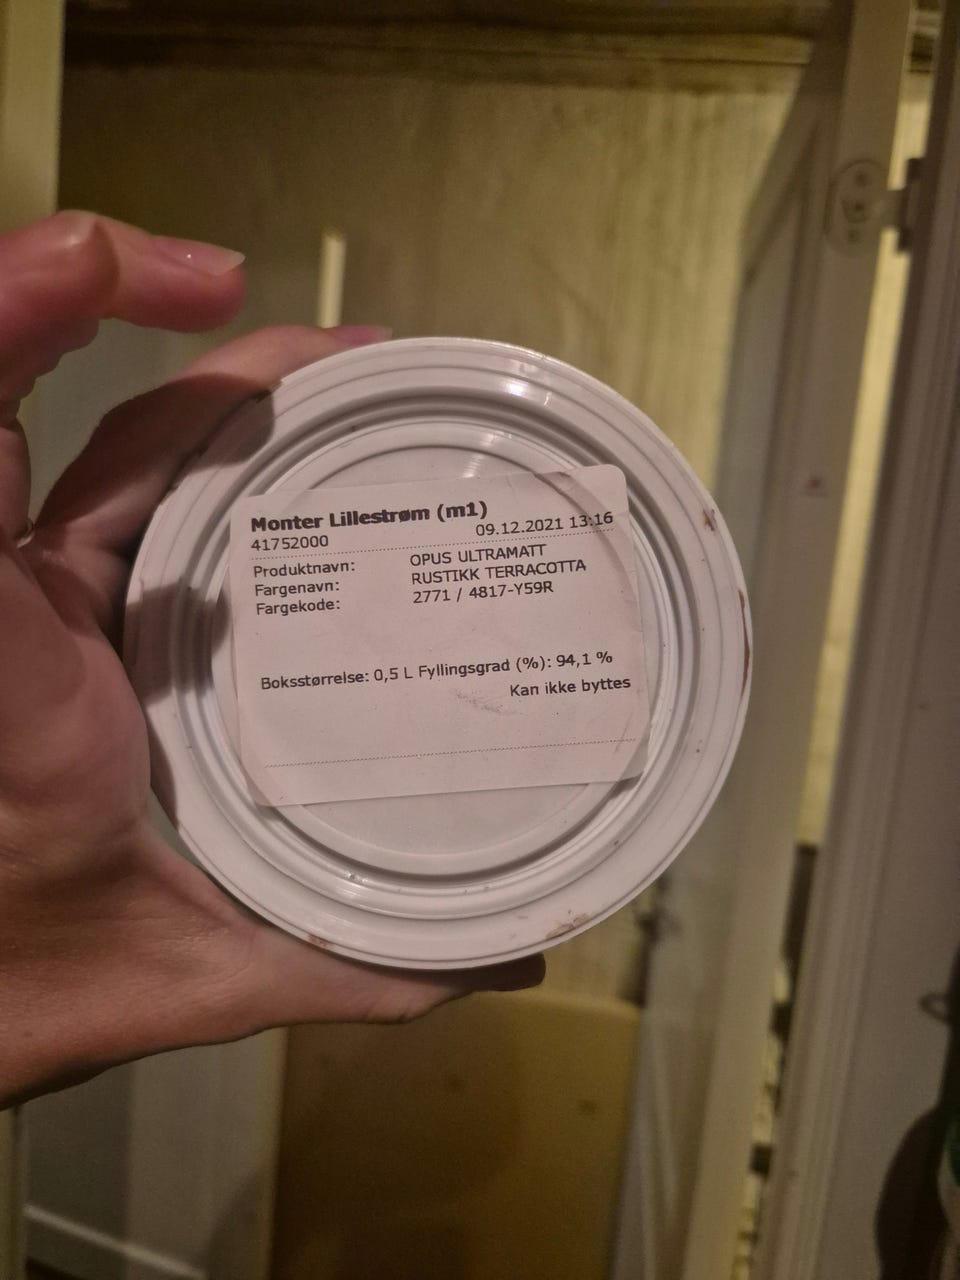 Monter Lillestrøm (m1)
41752000 09.12.2021 13:16
Produktnavn: OPUS ULTRAMATT
Fargenavn: RUSTIKK TERRACOTTA
Fargekode: 2771 / 4817-Y59R
Boksstørrelse: 0,5 L Fyllingsgrad (%): 94,1 %
Kan ikke byttes